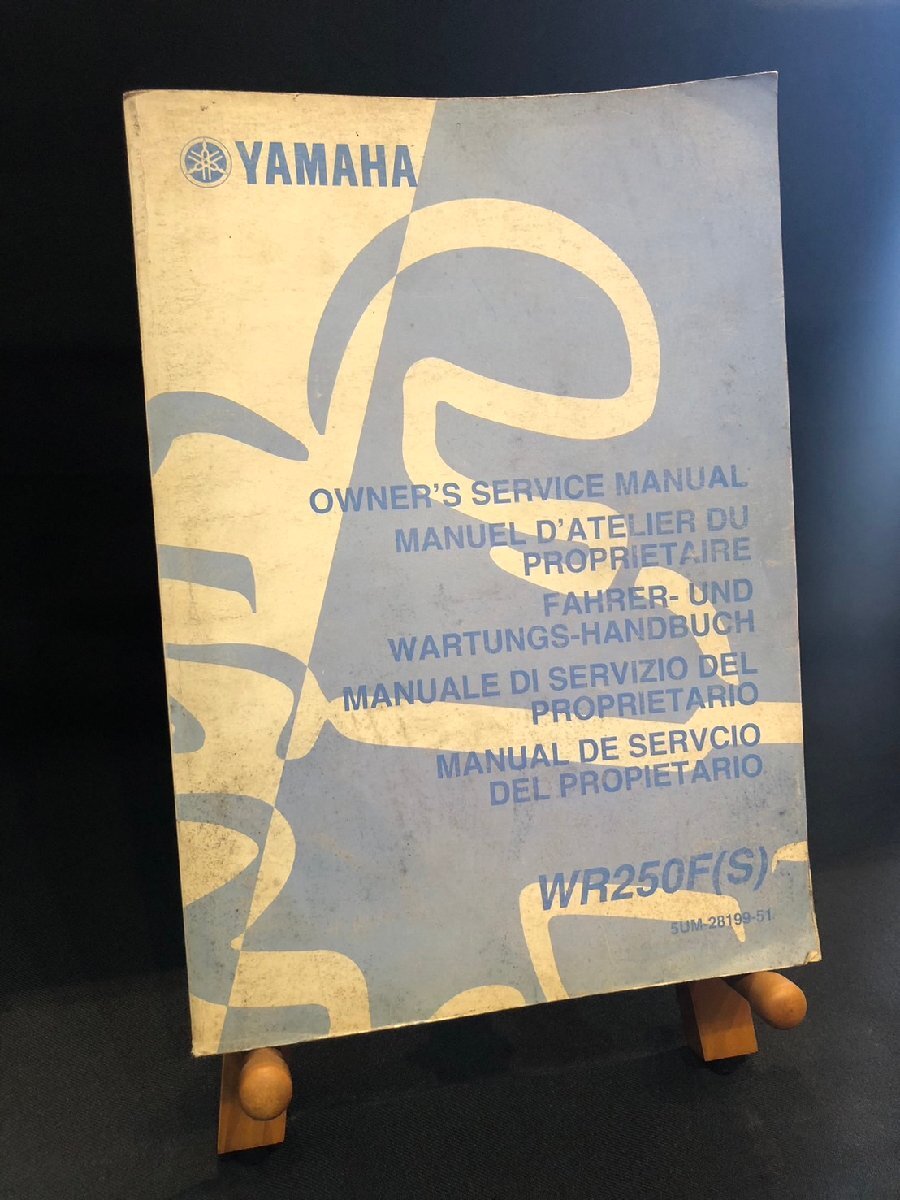 YAMAHA
OWNER'S SERVICE MANUAL
MANUEL D'ATELIER DU
PROPRIETAIRE
FAHRER- UND
WARTUNGS-HANDBUCH
MANUALE DI SERVIZIO DEL
PROPRIETARIO
MANUAL DE SERVCIO
DEL PROPIETARIO
WR250F(S)
5UM-28199-51